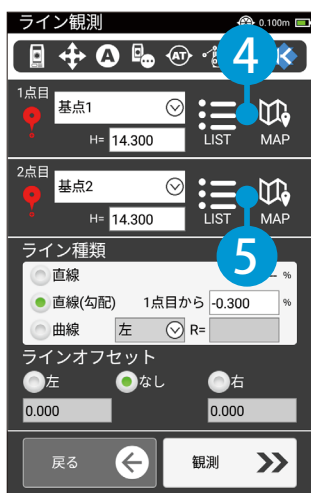 ライン観測 0.100m
A AT 4
1点目
基点1
H= 14.300 LIST MAP
2点目
基点2
H= 14.300 LIST MAP
5
ライン種類
直線 %
直線(勾配) 1点目から -0.300 %
曲線 左 R=
ラインオフセット
左 なし 右
0.000 0.000
戻る 観測